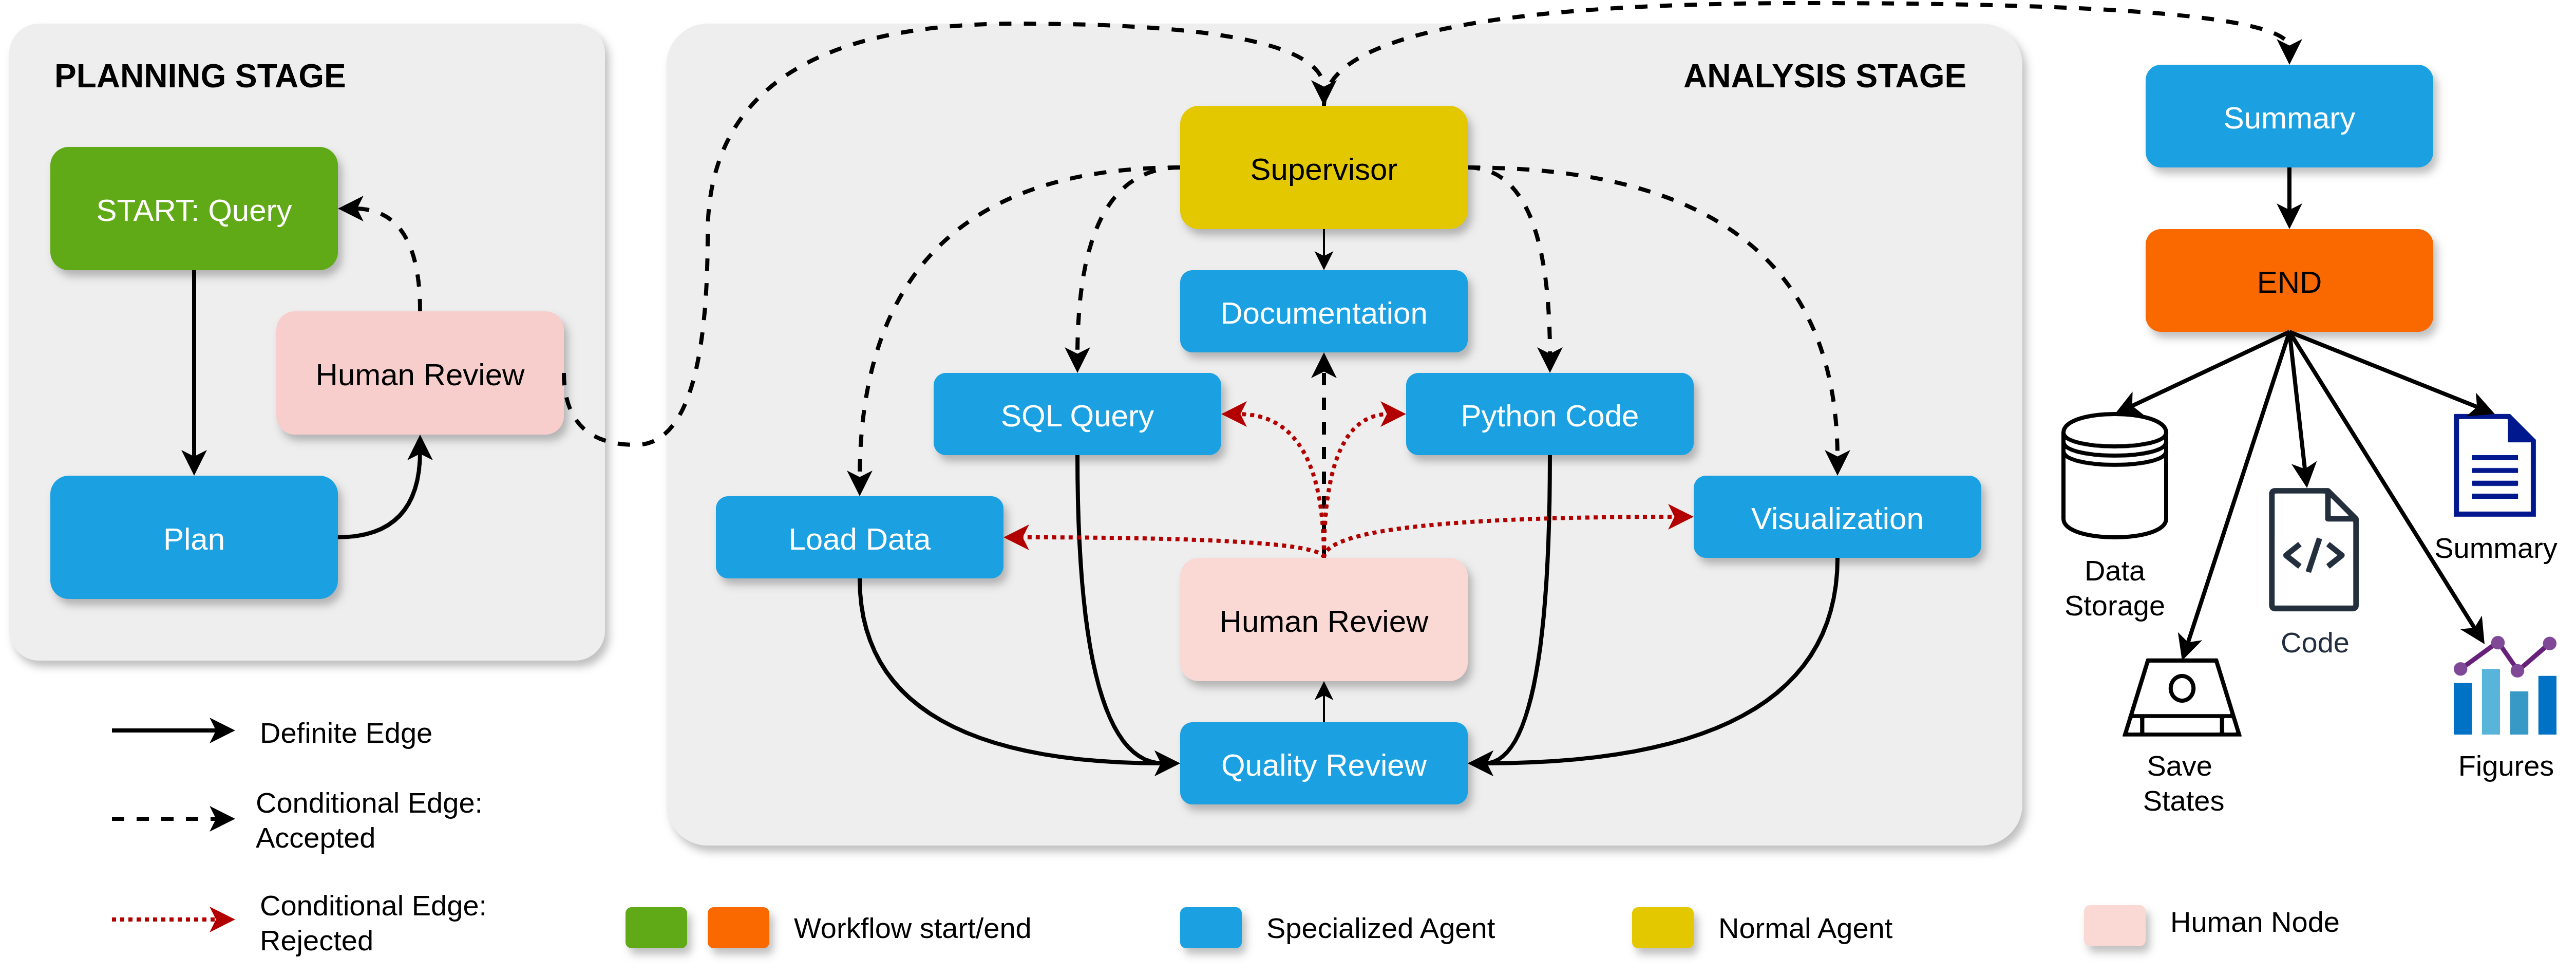 PLANNING STAGE
START: Query
Human Review
Plan
ANALYSIS STAGE
Supervisor
Documentation
SQL Query
Python Code
Load Data
Visualization
Human Review
Quality Review
Summary
END
Data
Storage
Save
States
Code
Summary
Figures
Definite Edge
Conditional Edge:
Accepted
Conditional Edge:
Rejected
Workflow start/end
Specialized Agent
Normal Agent
Human Node